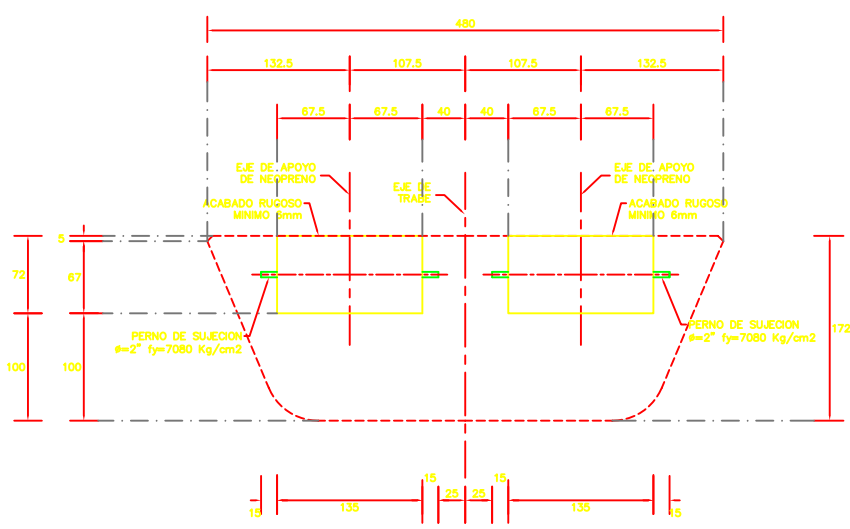 480
132.5 107.5 107.5 132.5
67.5 67.5 40 40 67.5 67.5
EJE DE APOYO
DE NEOPRENO
EJE DE
TRABE
EJE DE APOYO
DE NEOPRENO
ACABADO RUGOSO
MINIMO 6mm
ACABADO RUGOSO
MINIMO 6mm
5
72 67
172
PERNO DE SUJECION
ø=2" fy=7080 Kg/cm2
PERNO DE SUJECION
ø=2" fy=7080 Kg/cm2
100 100
15 15
25 25
15 135 135 15